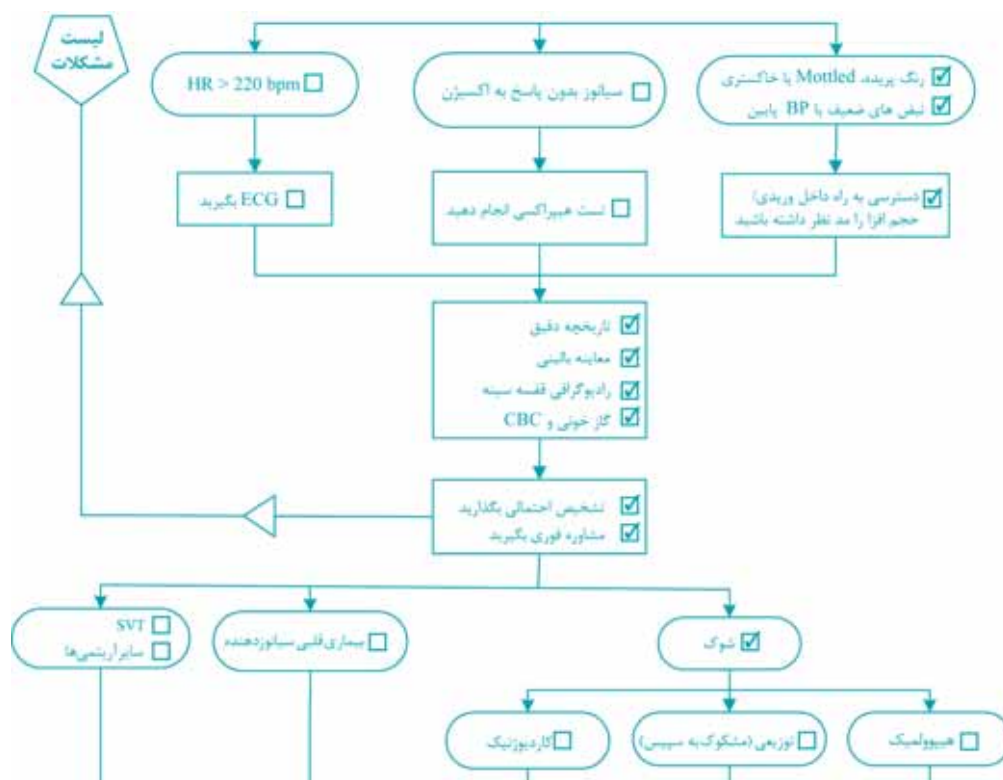 لیست
مشکلات
رنگ پریده، Mottled یا خاکستری
نبض های ضعیف یا BP پایین
سیانوز بدون پاسخ به اکسیژن
HR > 220 bpm
دسترسی به راه داخل وریدی/
حجم افزا را مد نظر داشته باشید
تست هیپراکسی انجام دهید
ECG بگیرید
تاریخچه دقیق
معاینه بالینی
رادیوگرافی قفسه سینه
گاز خونی و CBC
تشخیص احتمالی بگذارید
مشاوره فوری بگیرید
شوک
بیماری قلبی سیانوزدهنده
SVT
سایر آریتمی‌ها
هیپوولمیک
توزیعی (مشکوک به سپسیس)
کاردیوژنیک